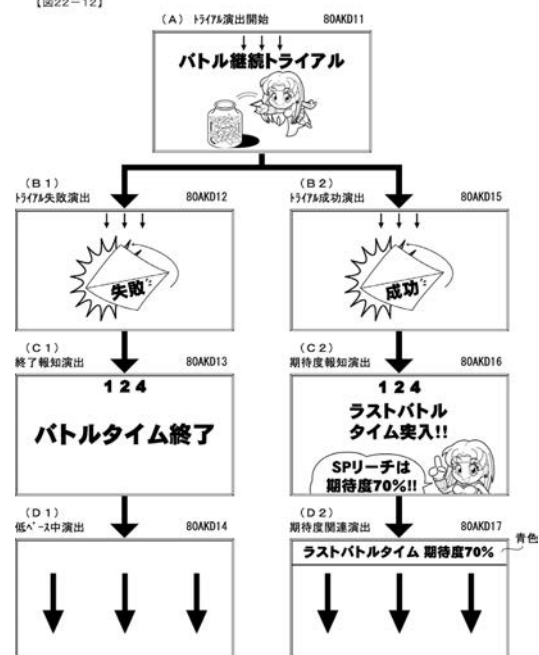 【図22-12】
(A) トライアル演出開始 80AKD11
バトル継続トライアル
(B1)
トライアル失敗演出 80AKD12
失敗
(B2)
トライアル成功演出 80AKD15
成功
(C1)
終了報知演出 80AKD13
124
バトルタイム終了
(C2)
期待度報知演出 80AKD16
124
ラストバトル
タイム実入!!
SPリーチは
期待度70%!!
(D1)
低ベース中演出 80AKD14
(D2)
期待度関連演出 80AKD17
ラストバトルタイム 期待度70%
青色